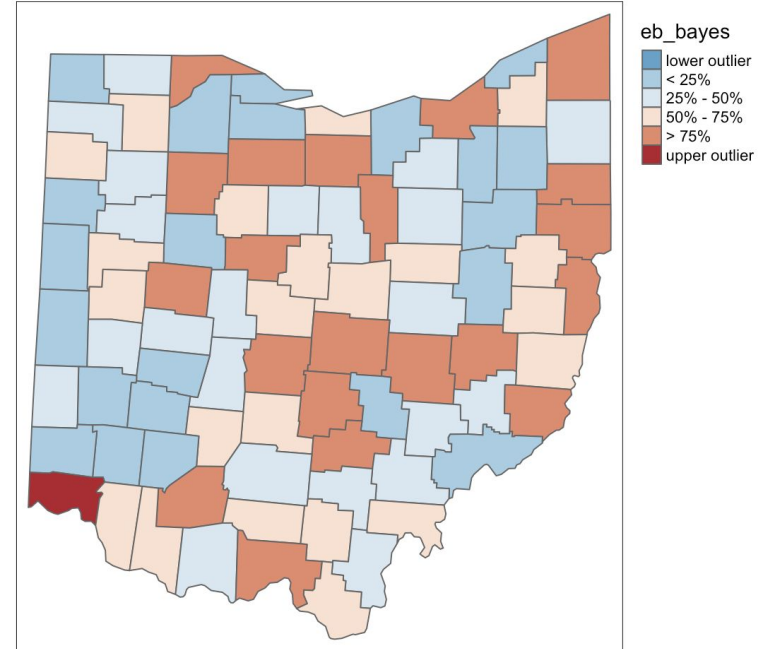 eb_bayes
lower outlier
< 25%
25% - 50%
50% - 75%
> 75%
upper outlier